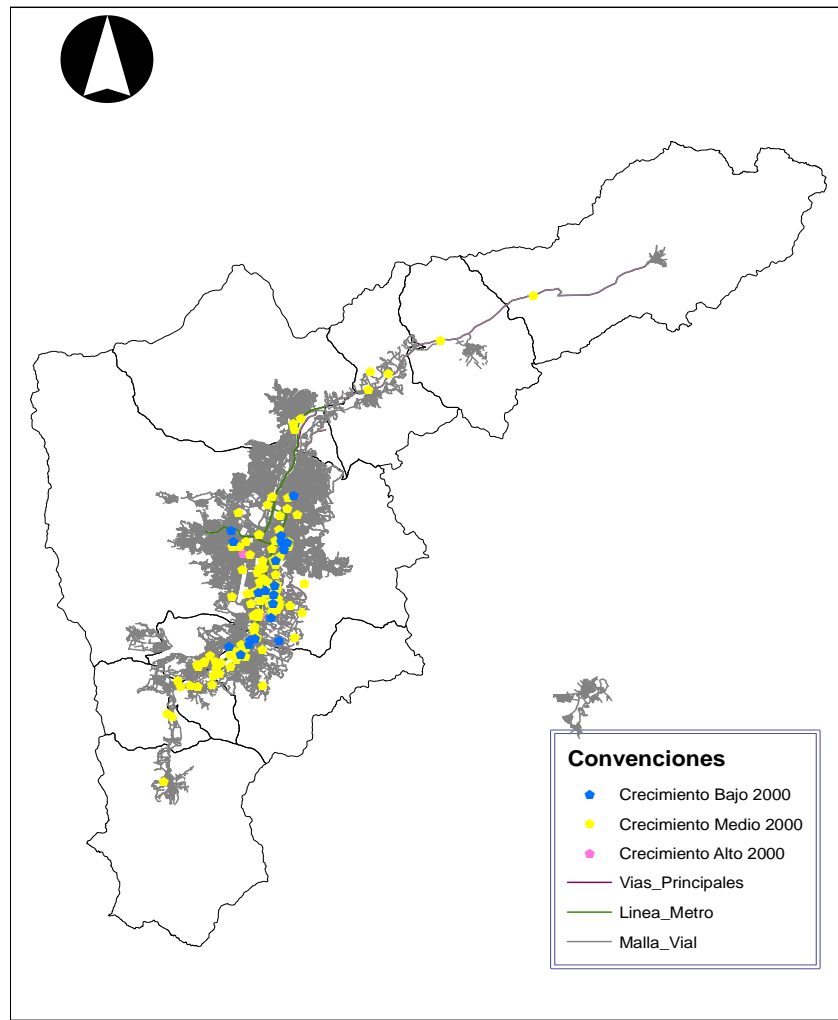 Convenciones
Crecimiento Bajo 2000
Crecimiento Medio 2000
Crecimiento Alto 2000
Vias_Principales
Linea_Metro
Malla_Vial